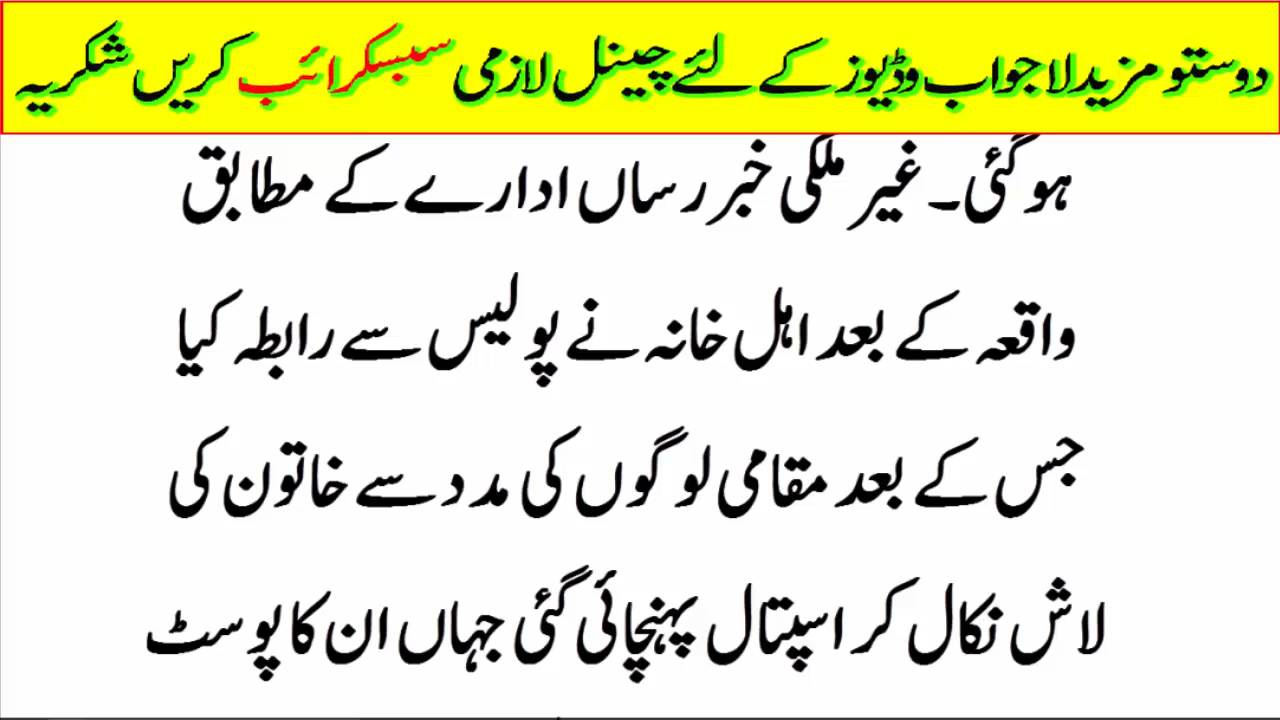 دوستو مزید لاجواب وڈیوز کے لئے چینل لازمی سبسکرائب کریں شکریہ
ہوگئی۔ غیر ملکی خبر رساں ادارے کے مطابق
واقعہ کے بعد اہل خانہ نے پولیس سے رابطہ کیا
جس کے بعد مقامی لوگوں کی مدد سے خاتون کی
لاش نکال کر اسپتال پہنچائی گئی جہاں ان کا پوسٹ